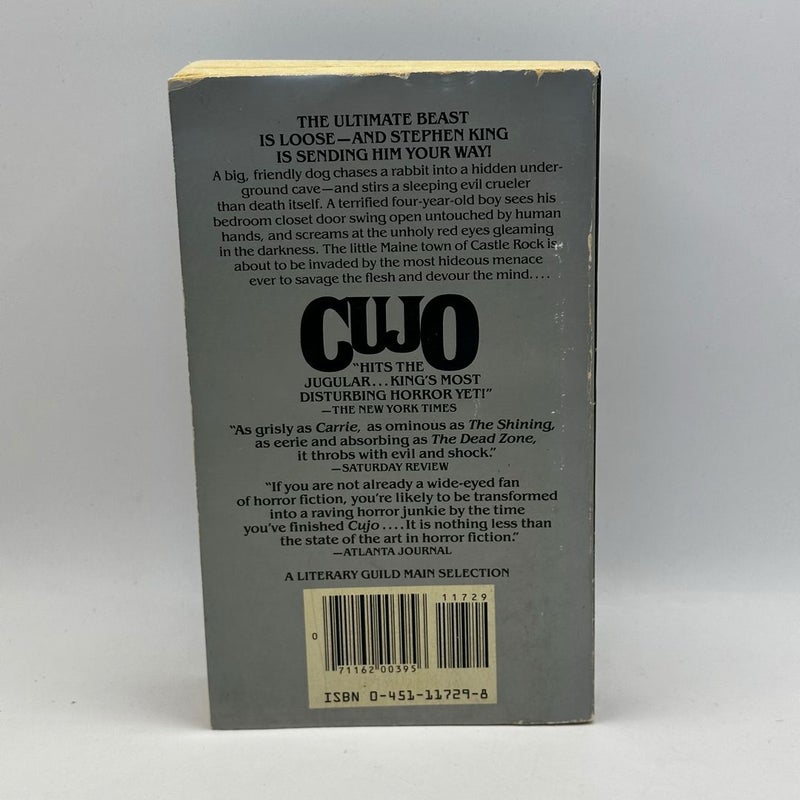 THE ULTIMATE BEAST
IS LOOSE—AND STEPHEN KING
IS SENDING HIM YOUR WAY!
A big, friendly dog chases a rabbit into a hidden under-
ground cave—and stirs a sleeping evil crueler
than death itself. A terrified four-year-old boy sees his
bedroom closet door swing open untouched by human
hands, and screams at the unholy red eyes gleaming
in the darkness. The little Maine town of Castle Rock is
about to be invaded by the most hideous menace
ever to savage the flesh and devour the mind....
CUJO
"HITS THE
JUGULAR...KING'S MOST
DISTURBING HORROR YET!"
—THE NEW YORK TIMES
"As grisly as Carrie, as ominous as The Shining,
as eerie and absorbing as The Dead Zone,
it throbs with evil and shock."
—SATURDAY REVIEW
"If you are not already a wide-eyed fan
of horror fiction, you're likely to be transformed
into a raving horror junkie by the time
you've finished Cujo....It is nothing less than
the state of the art in horror fiction."
—ATLANTA JOURNAL
A LITERARY GUILD MAIN SELECTION
11729
0
71162 00395
ISBN 0-451-11729-8